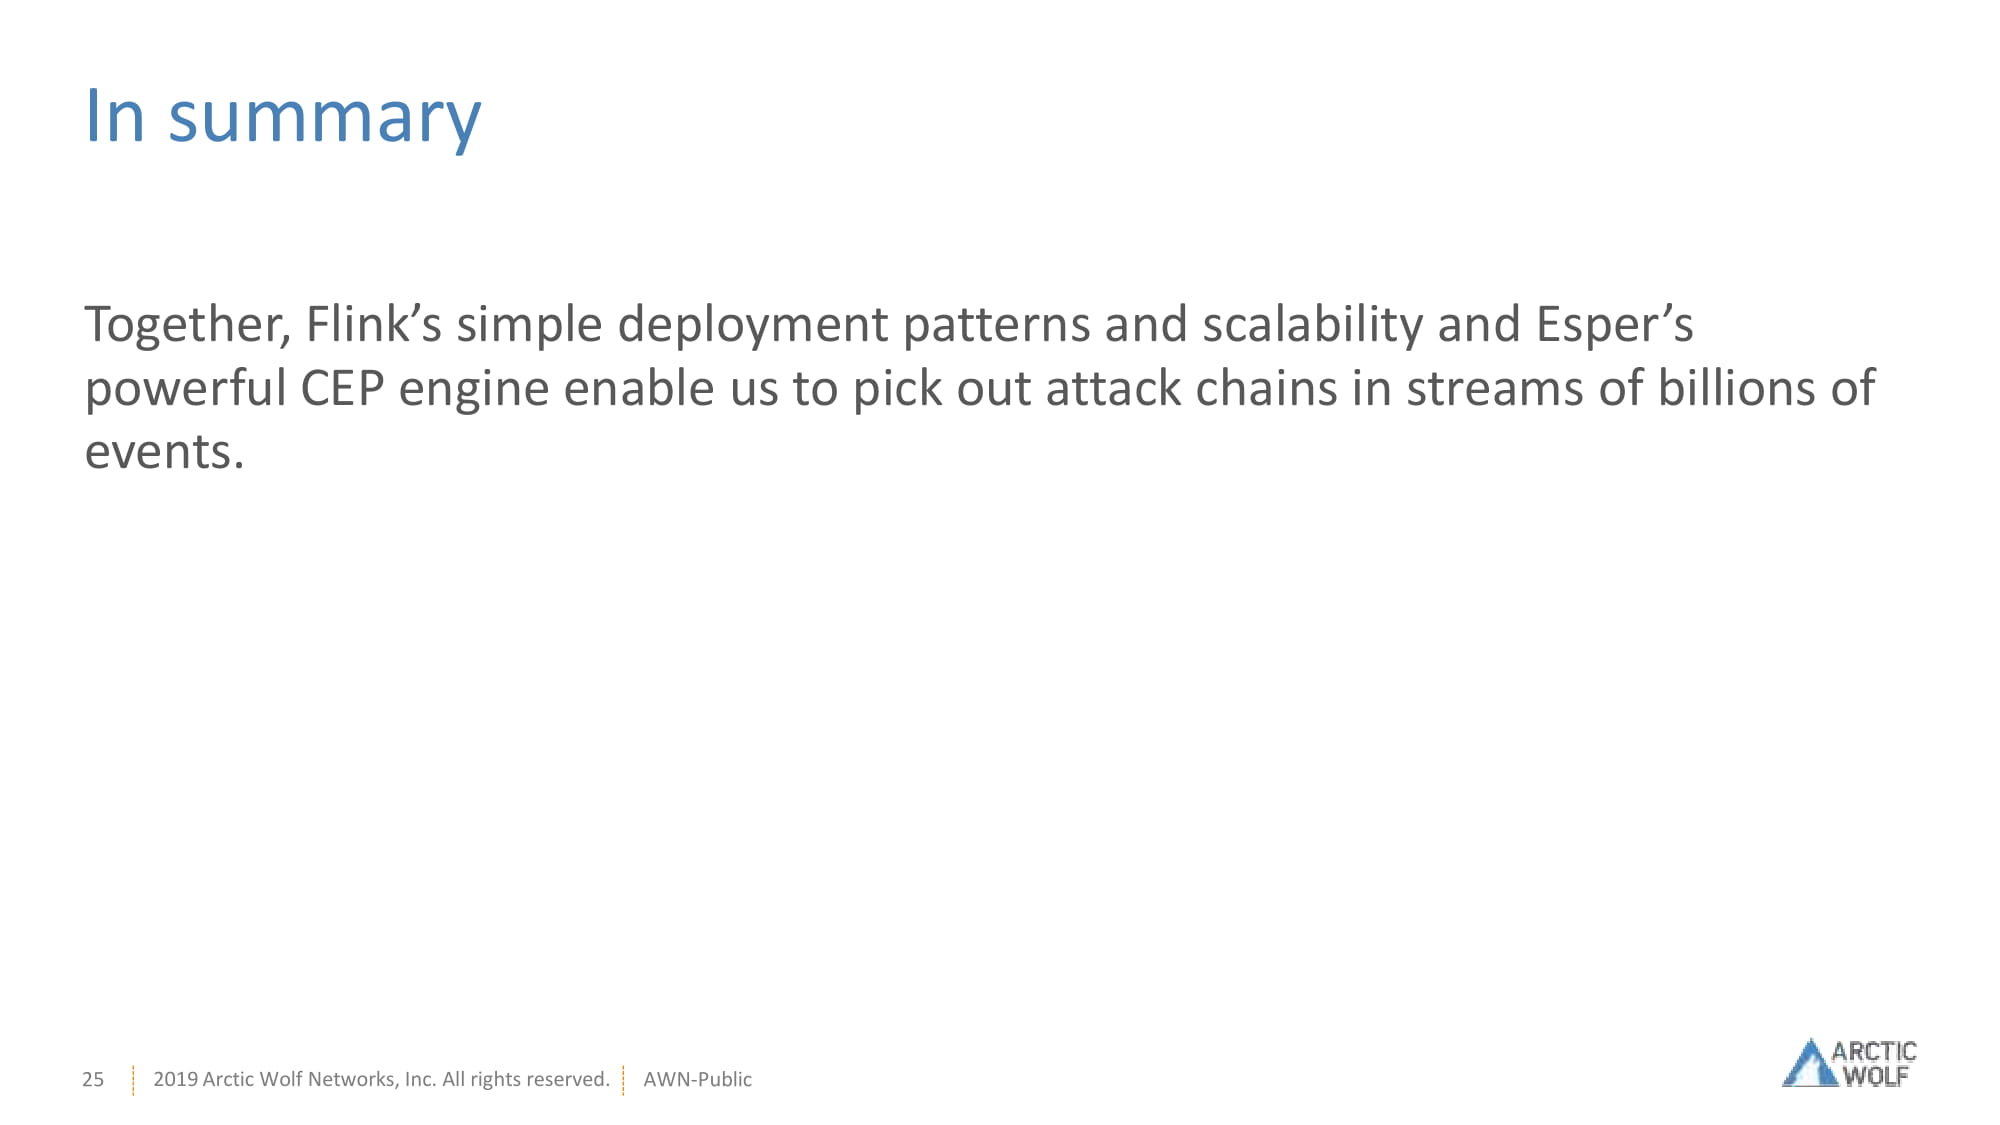 In summary
Together, Flink’s simple deployment patterns and scalability and Esper’s
powerful CEP engine enable us to pick out attack chains in streams of billions of
events.
25
2019 Arctic Wolf Networks, Inc. All rights reserved.
AWN-Public
ARCTIC
WOLF